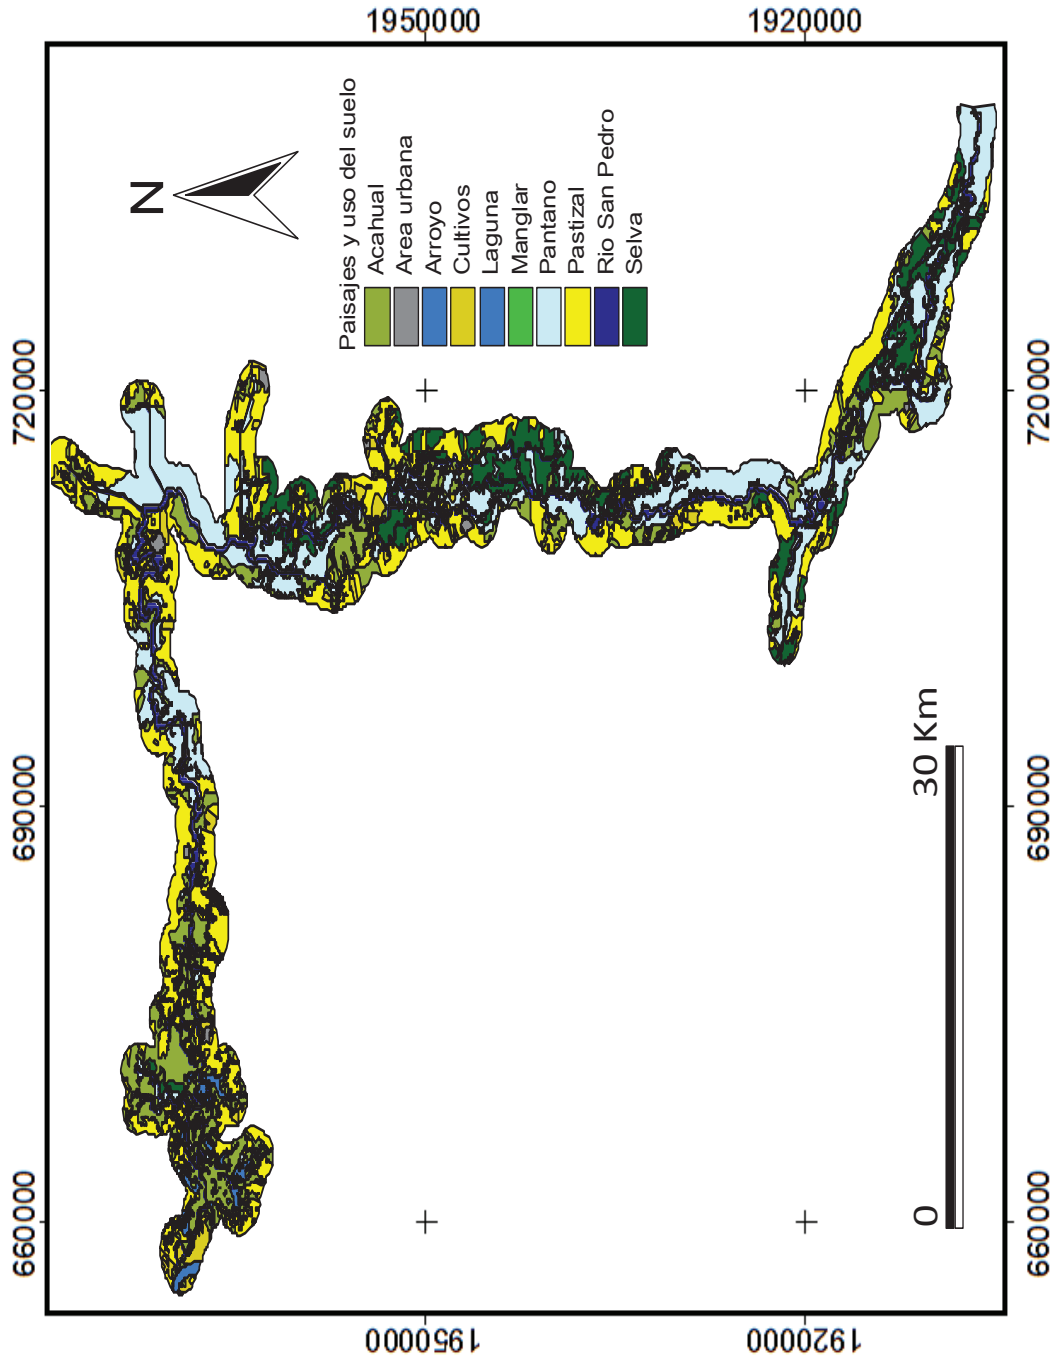 1950000
1920000
N
Paisajes y uso del suelo
Acahual
Area urbana
Arroyo
Cultivos
Laguna
Manglar
Pantano
Pastizal
Rio San Pedro
Selva
720000
720000
690000
690000
660000
660000
0
30 Km
1950000
1920000